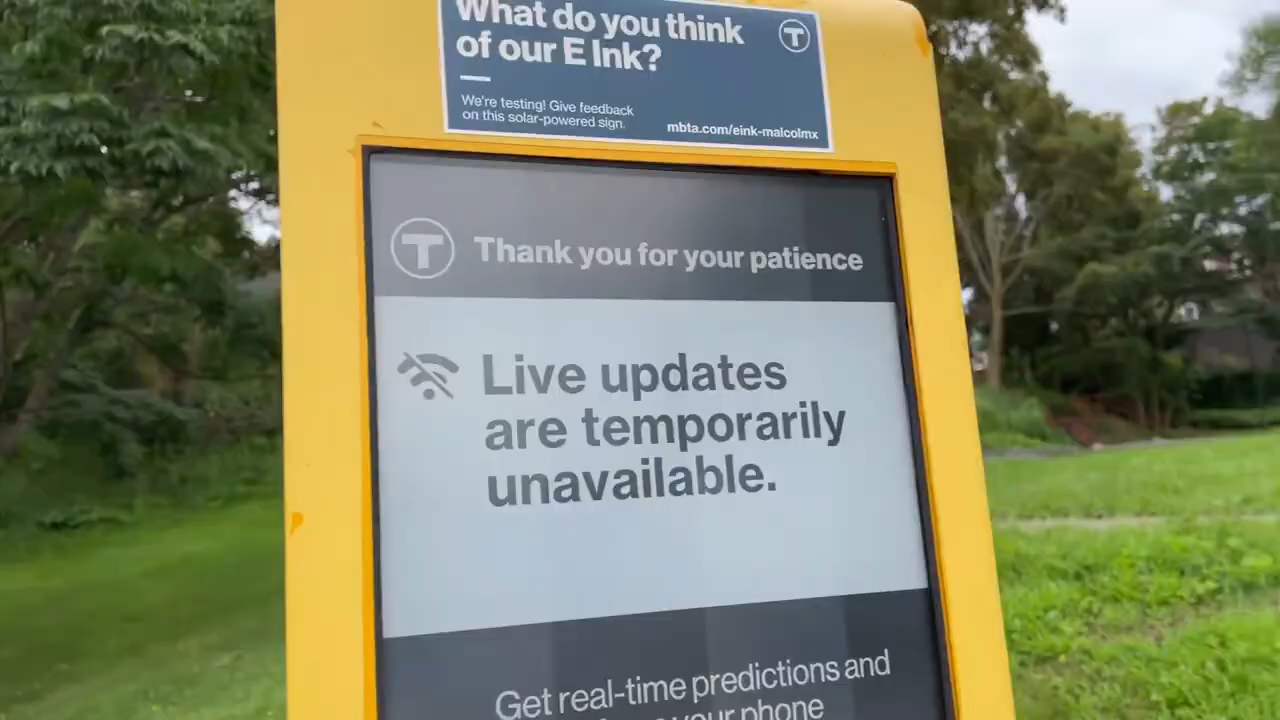 What do you think
of our E Ink?
T
We're testing! Give feedback
on this solar-powered sign.
mbta.com/eink-malcolmx
T Thank you for your patience
Live updates
are temporarily
unavailable.
Get real-time predictions and
your phone